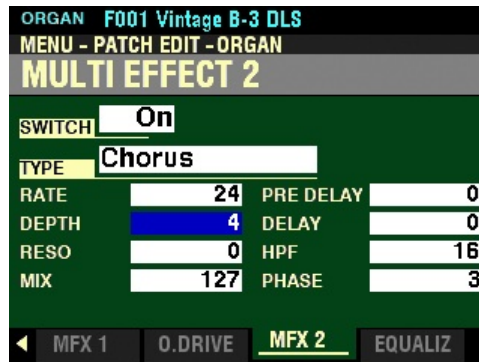 ORGAN F001 Vintage B-3 DLS
MENU - PATCH EDIT - ORGAN
MULTI EFFECT 2
SWITCH On
TYPE Chorus
RATE 24 PRE DELAY 0
DEPTH 4 DELAY 0
RESO 0 HPF 16
MIX 127 PHASE 3
MFX 1 O.DRIVE MFX 2 EQUALIZ